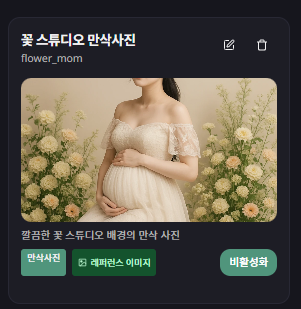 꽃 스튜디오 만삭사진
flower_mom
깔끔한 꽃 스튜디오 배경의 만삭 사진
만삭사진
레퍼런스 이미지
비활성화